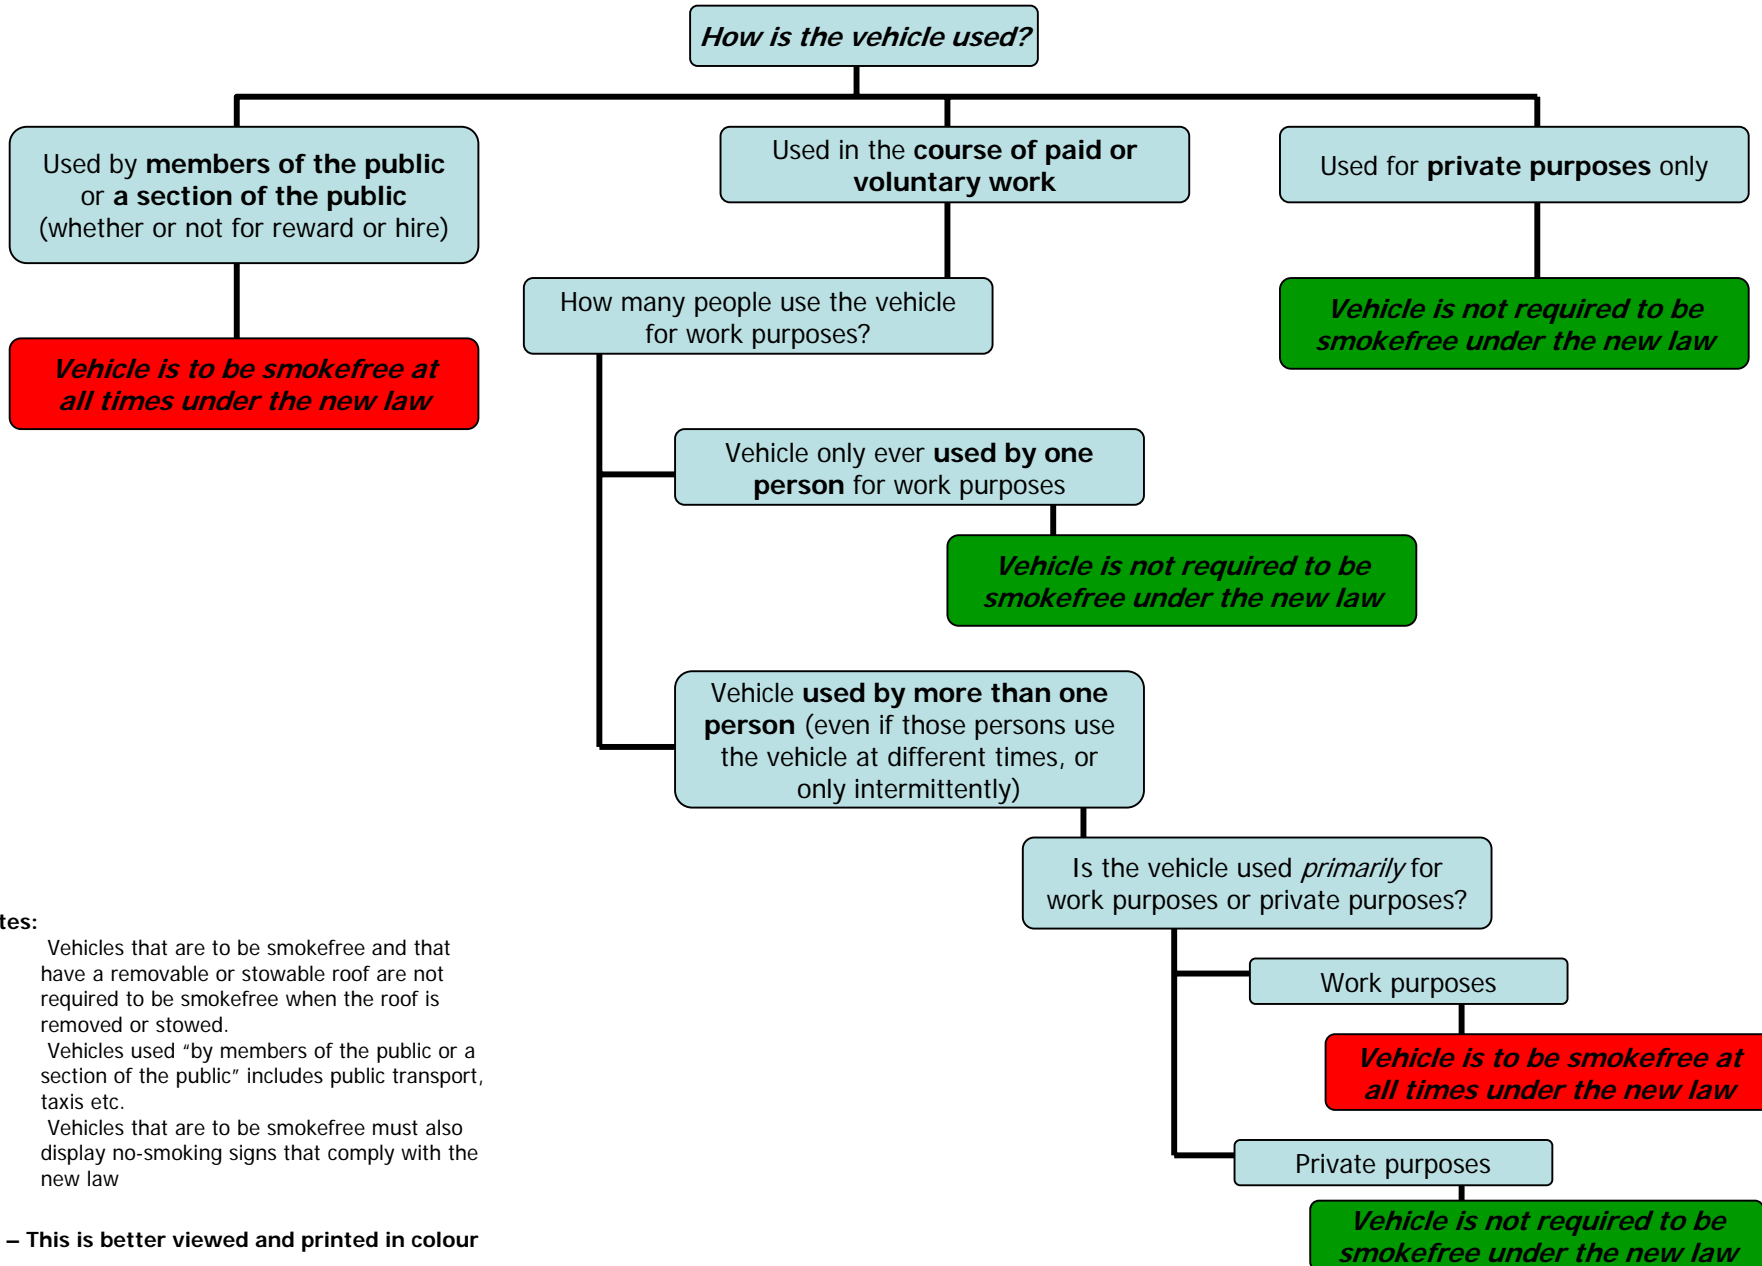 How is the vehicle used?
Used by members of the public
or a section of the public
(whether or not for reward or hire)
Used in the course of paid or
voluntary work
Used for private purposes only
How many people use the vehicle
for work purposes?
Vehicle is not required to be
smokefree under the new law
Vehicle is to be smokefree at
all times under the new law
Vehicle only ever used by one
person for work purposes
Vehicle is not required to be
smokefree under the new law
Vehicle used by more than one
person (even if those persons use
the vehicle at different times, or
only intermittently)
Is the vehicle used primarily for
work purposes or private purposes?
Work purposes
Vehicle is to be smokefree at
all times under the new law
Private purposes
Vehicle is not required to be
smokefree under the new law
tes:
Vehicles that are to be smokefree and that
have a removable or stowable roof are not
required to be smokefree when the roof is
removed or stowed.
Vehicles used “by members of the public or a
section of the public” includes public transport,
taxis etc.
Vehicles that are to be smokefree must also
display no-smoking signs that comply with the
new law
– This is better viewed and printed in colour